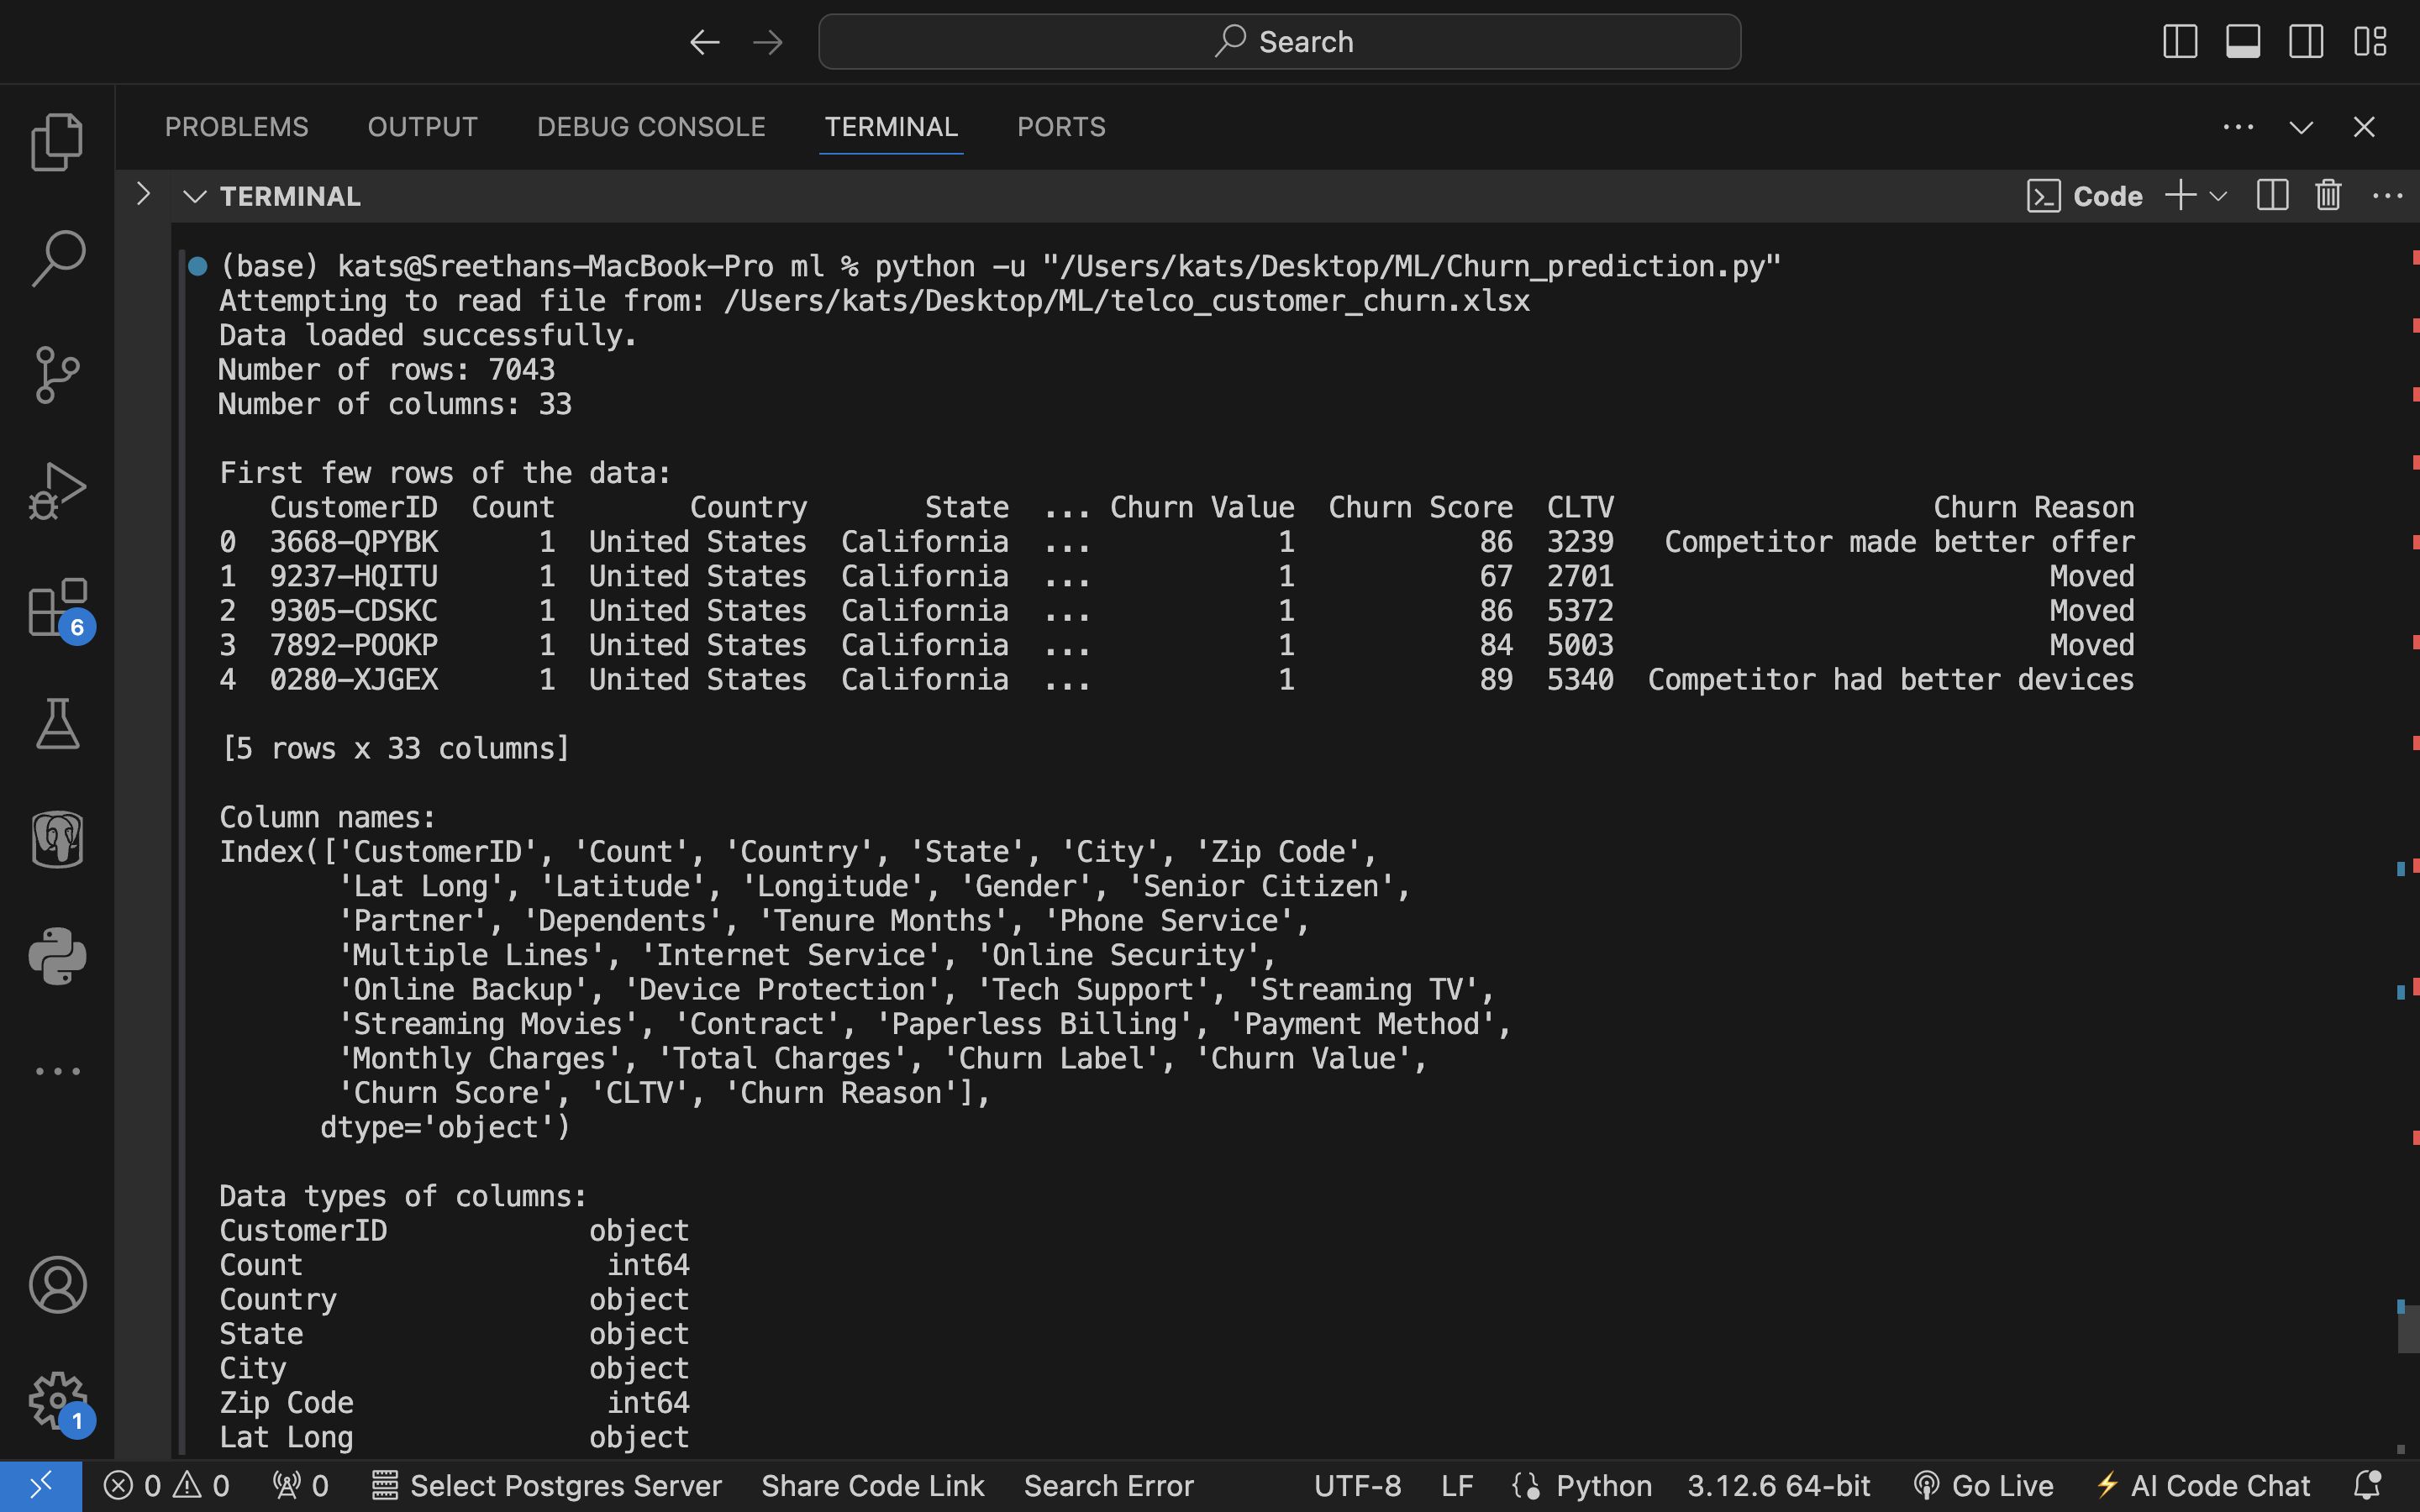 Search
PROBLEMS OUTPUT DEBUG CONSOLE TERMINAL PORTS
TERMINAL
Code
(base) kats@Sreethans-MacBook-Pro ml % python -u "/Users/kats/Desktop/ML/Churn_prediction.py"
Attempting to read file from: /Users/kats/Desktop/ML/telco_customer_churn.xlsx
Data loaded successfully.
Number of rows: 7043
Number of columns: 33
First few rows of the data:
CustomerID Count Country State ... Churn Value Churn Score CLTV Churn Reason
0 3668-QPYBK 1 United States California ... 1 86 3239 Competitor made better offer
1 9237-HQITU 1 United States California ... 1 67 2701 Moved
2 9305-CDSKC 1 United States California ... 1 86 5372 Moved
3 7892-POOKP 1 United States California ... 1 84 5003 Moved
4 0280-XJGEX 1 United States California ... 1 89 5340 Competitor had better devices
[5 rows x 33 columns]
Column names:
Index(['CustomerID', 'Count', 'Country', 'State', 'City', 'Zip Code',
'Lat Long', 'Latitude', 'Longitude', 'Gender', 'Senior Citizen',
'Partner', 'Dependents', 'Tenure Months', 'Phone Service',
'Multiple Lines', 'Internet Service', 'Online Security',
'Online Backup', 'Device Protection', 'Tech Support', 'Streaming TV',
'Streaming Movies', 'Contract', 'Paperless Billing', 'Payment Method',
'Monthly Charges', 'Total Charges', 'Churn Label', 'Churn Value',
'Churn Score', 'CLTV', 'Churn Reason'],
dtype='object')
Data types of columns:
CustomerID object
Count int64
Country object
State object
City object
Zip Code int64
Lat Long object
6
1
0 0 0 Select Postgres Server Share Code Link Search Error UTF-8 LF Python 3.12.6 64-bit Go Live AI Code Chat